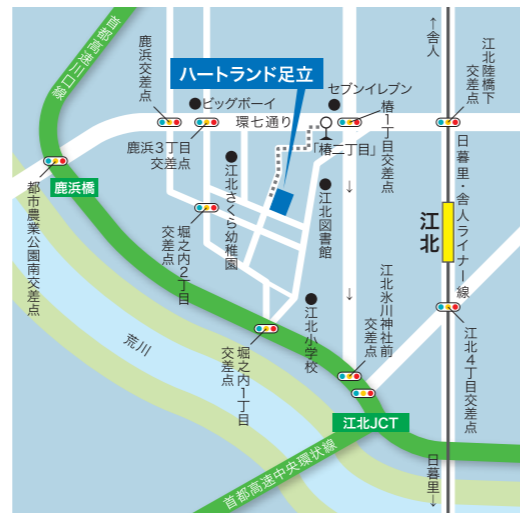 首都高速川口線
鹿浜交差点
ハートランド足立
←舎人
江北陸橋下
交差点
ビッグボーイ
セブンイレブン
環七通り
椿1丁目交差点
鹿浜3丁目
交差点
「椿二丁目」
日暮里・舎人ライナー線
鹿浜橋
都市農業公園南交差点
江北さくら幼稚園
江北図書館
→
→
江北
堀之内2丁目
交差点
江北氷川神社前
交差点
江北小学校
江北4丁目交差点
荒川
堀之内1丁目
交差点
江北JCT
首都高速中央環状線
日暮里→